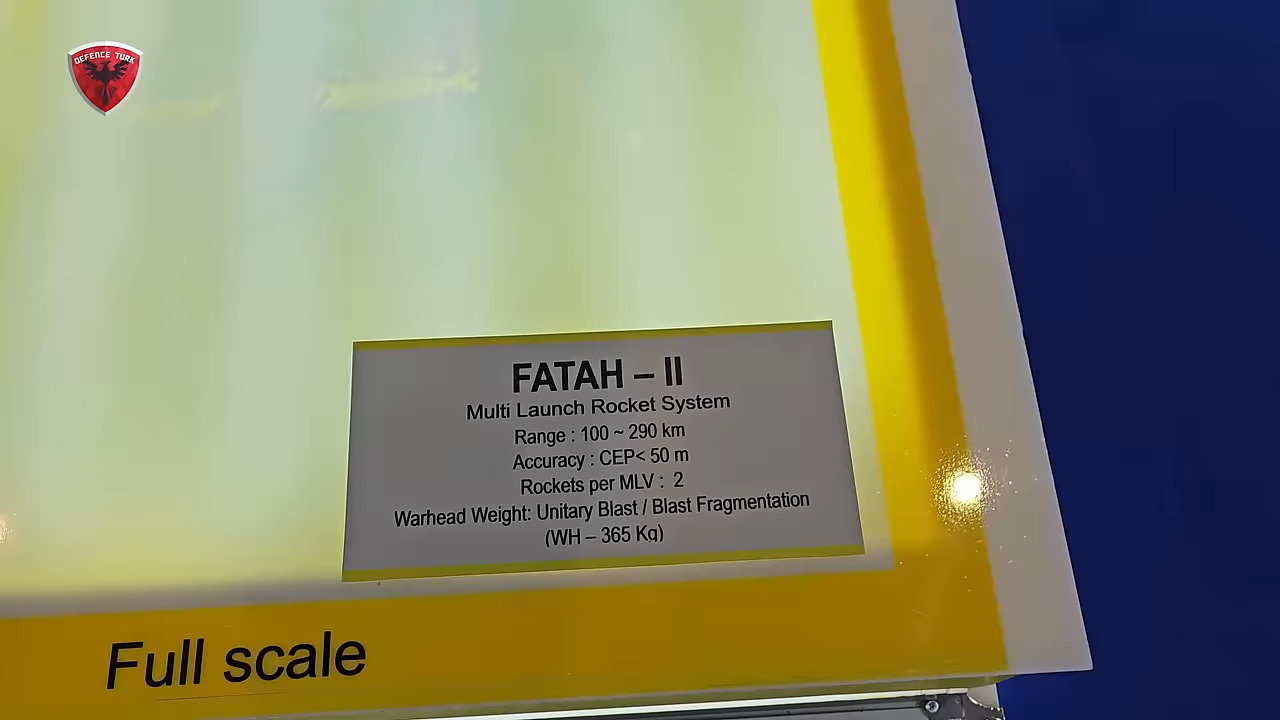 DEFENCE TURK
FATAH – II
Multi Launch Rocket System
Range : 100 ~ 290 km
Accuracy : CEP< 50 m
Rockets per MLV : 2
Warhead Weight: Unitary Blast / Blast Fragmentation
(WH – 365 Kg)
Full scale